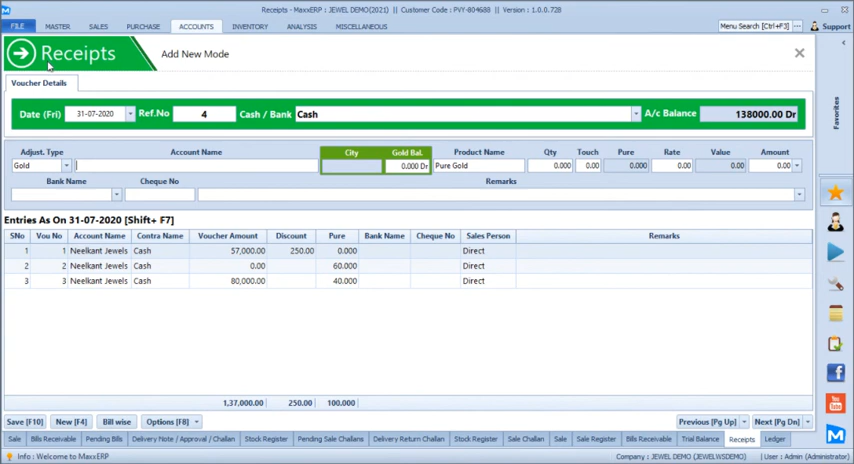 Receipts - MaxxERP : JEWEL DEMO(2021) || Customer Code : PVY-804688 || Version : 1.0.0.728
FILE MASTER SALES PURCHASE ACCOUNTS INVENTORY ANALYSIS MISCELLANEOUS Menu Search [Ctrl+F3] ... Support
Receipts Add New Mode
Voucher Details
Date (Fri) 31-07-2020 Ref.No 4 Cash / Bank Cash A/c Balance 138000.00 Dr
Favorites
Adjust. Type Account Name City Gold Bal. Product Name Qty Touch Pure Rate Value Amount
Gold 0.000 Dr Pure Gold 0.000 0.00 0.000 0.00 0.00 0.00
Bank Name Cheque No Remarks
Entries As On 31-07-2020 [Shift+ F7]
SNo Vou No Account Name Contra Name Voucher Amount Discount Pure Bank Name Cheque No Sales Person Remarks
1 1 Neelkant Jewels Cash 57,000.00 250.00 0.000 Direct
2 2 Neelkant Jewels Cash 0.00 60.000 Direct
3 3 Neelkant Jewels Cash 80,000.00 40.000 Direct
1,37,000.00 250.00 100.000
Save [F10] New [F4] Bill wise Options [F8] Previous [Pg Up] Next [Pg Dn]
Sale Bills Receivable Pending Bills Delivery Note / Approval / Challan Stock Register Pending Sale Challans Delivery Return Challan Stock Register Sale Challan Sale Sale Register Bills Receivable Trial Balance Receipts Ledger
Info : Welcome to MaxxERP Company : JEWEL DEMO (JEWELWSDEMO) User : Admin (Administrator)